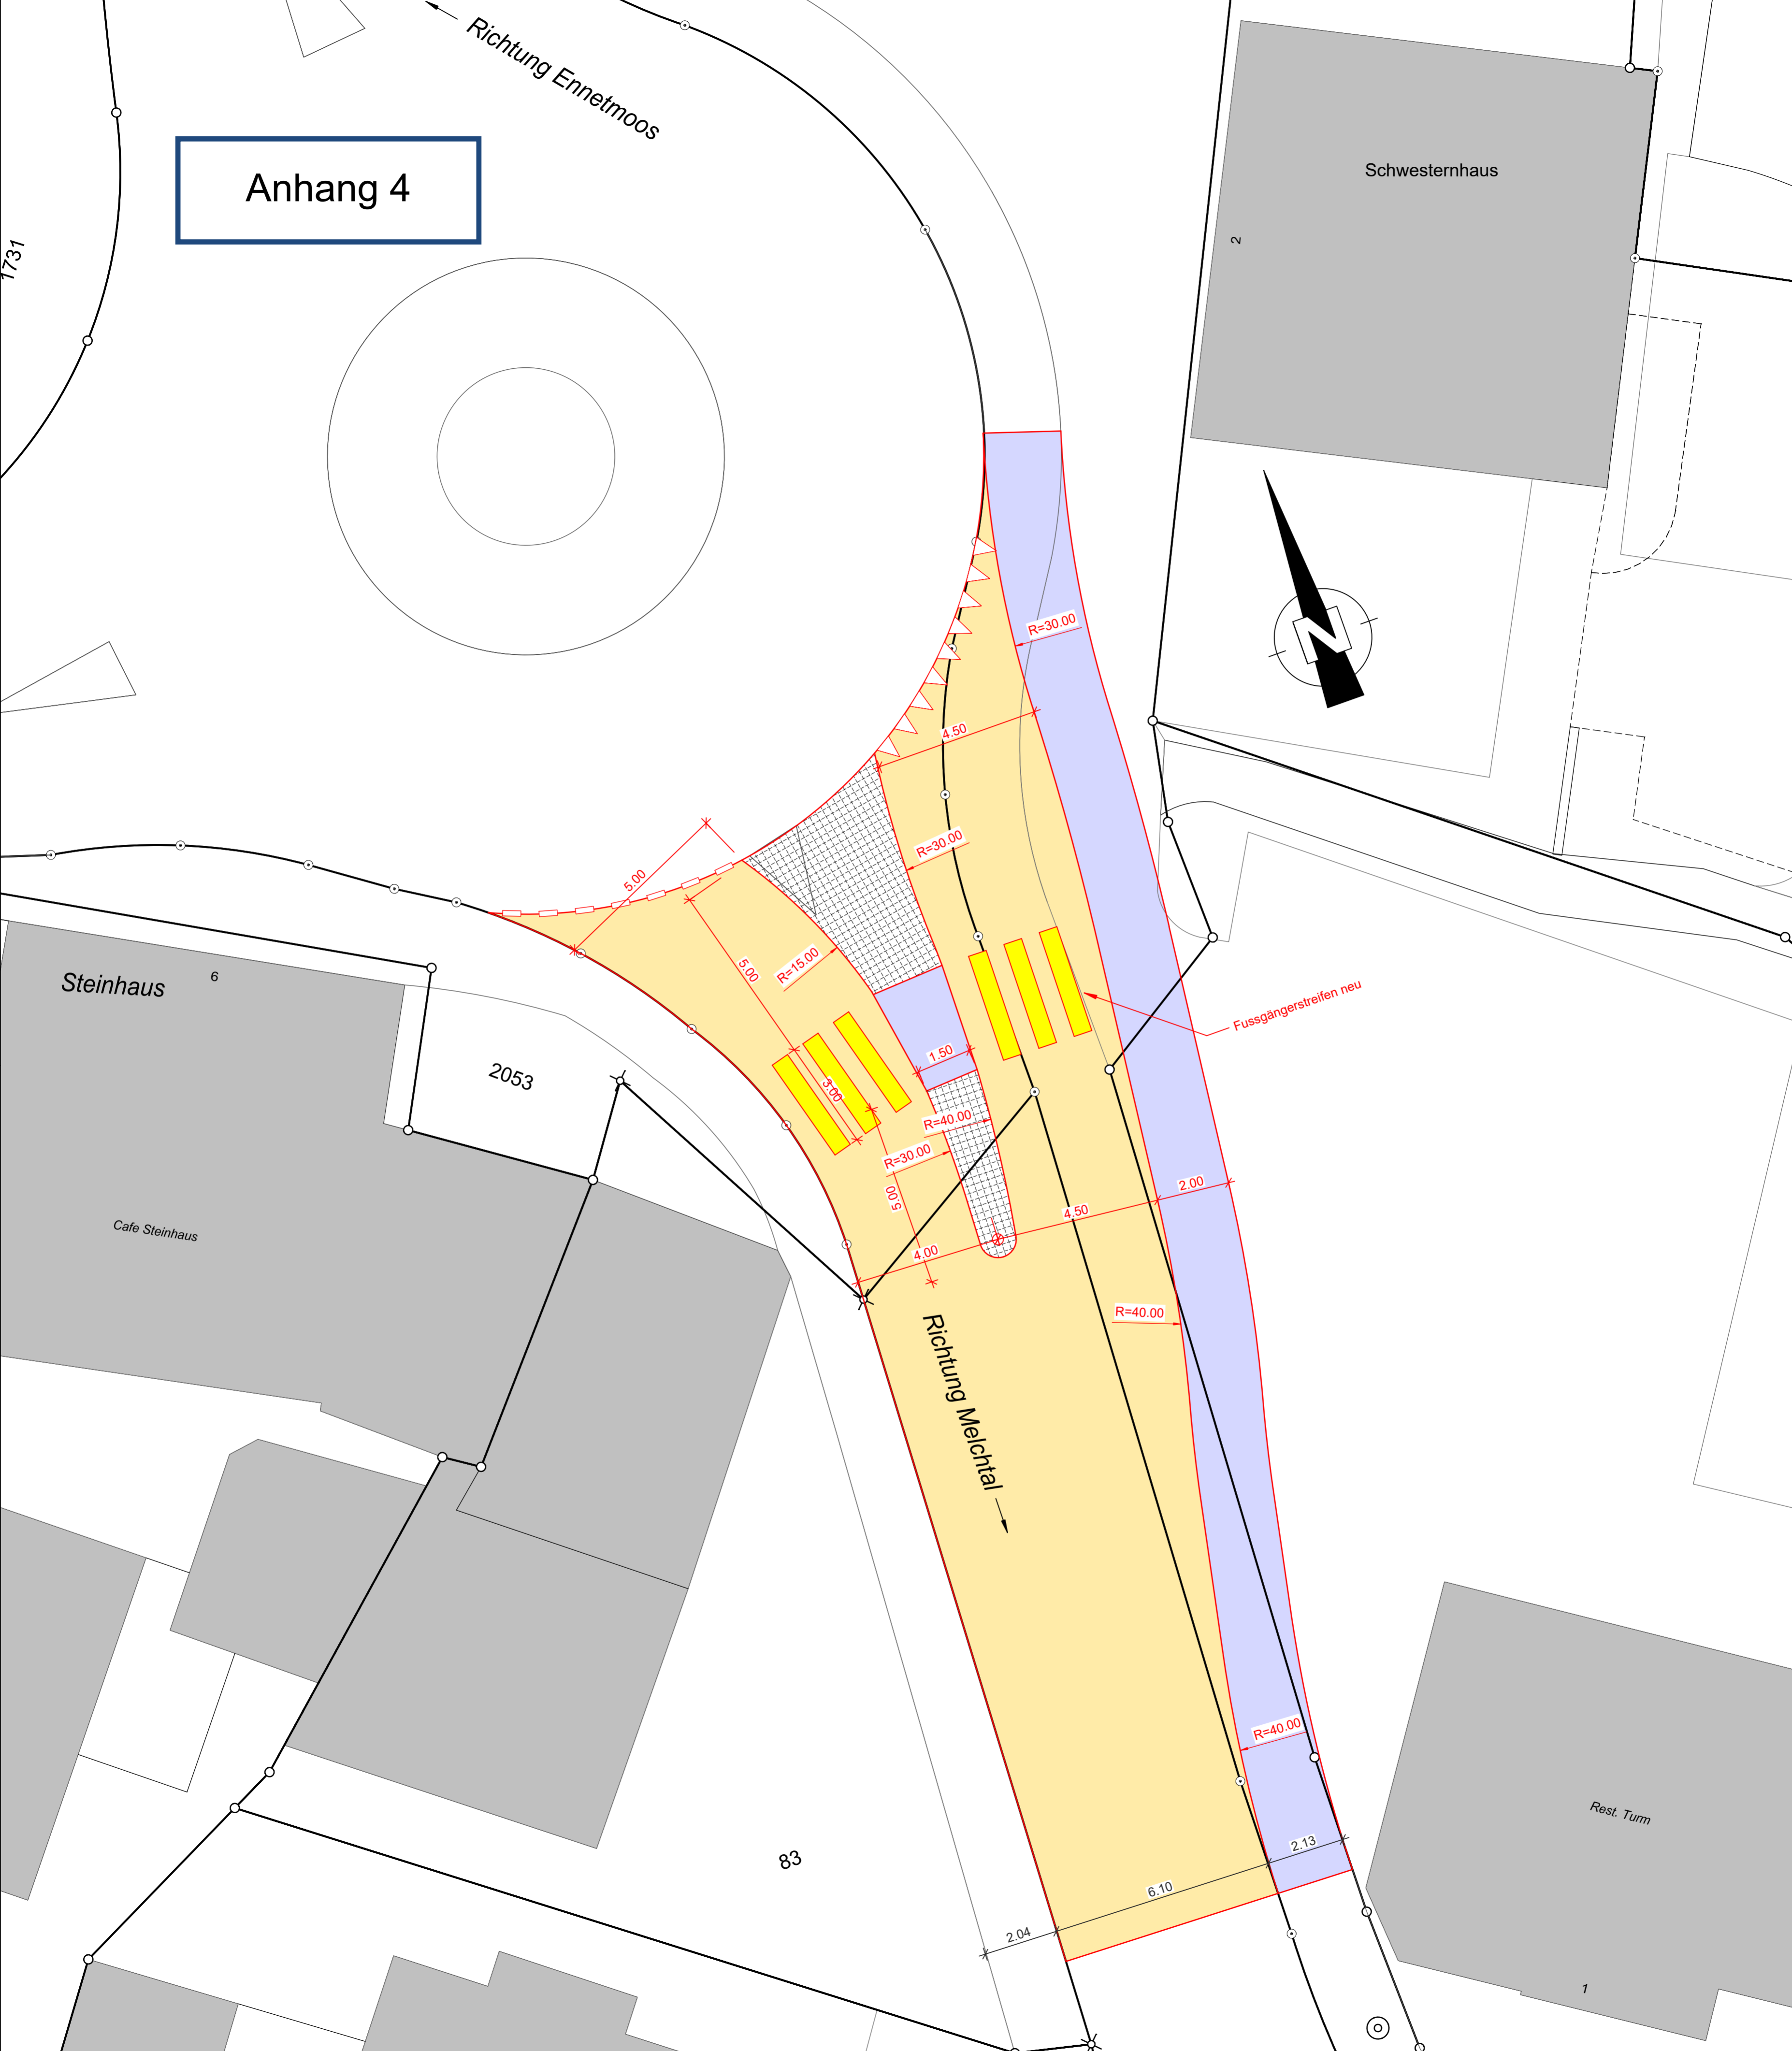 Richtung Ennetmoos
Anhang 4
1731
Schwesternhaus
2
N
R=30.00
4.50
R=30.00
5.00
5.00
R=15.00
Fussgängerstreifen neu
Steinhaus
6
2053
1.50
3.00
R=40.00
R=30.00
5.00
2.00
4.50
4.00
Cafe Steinhaus
R=40.00
Richtung Melchtal
R=40.00
Rest. Turm
2.13
6.10
2.04
83
1